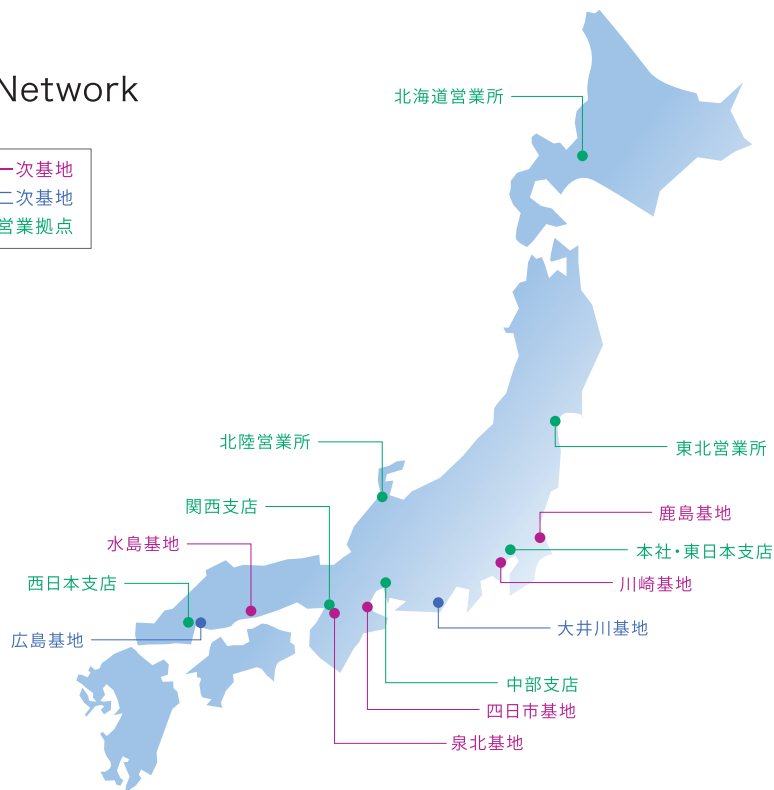 Network
一次基地
二次基地
営業拠点
北海道営業所
北陸営業所
東北営業所
関西支店
鹿島基地
水島基地
本社・東日本支店
西日本支店
川崎基地
広島基地
大井川基地
中部支店
四日市基地
泉北基地